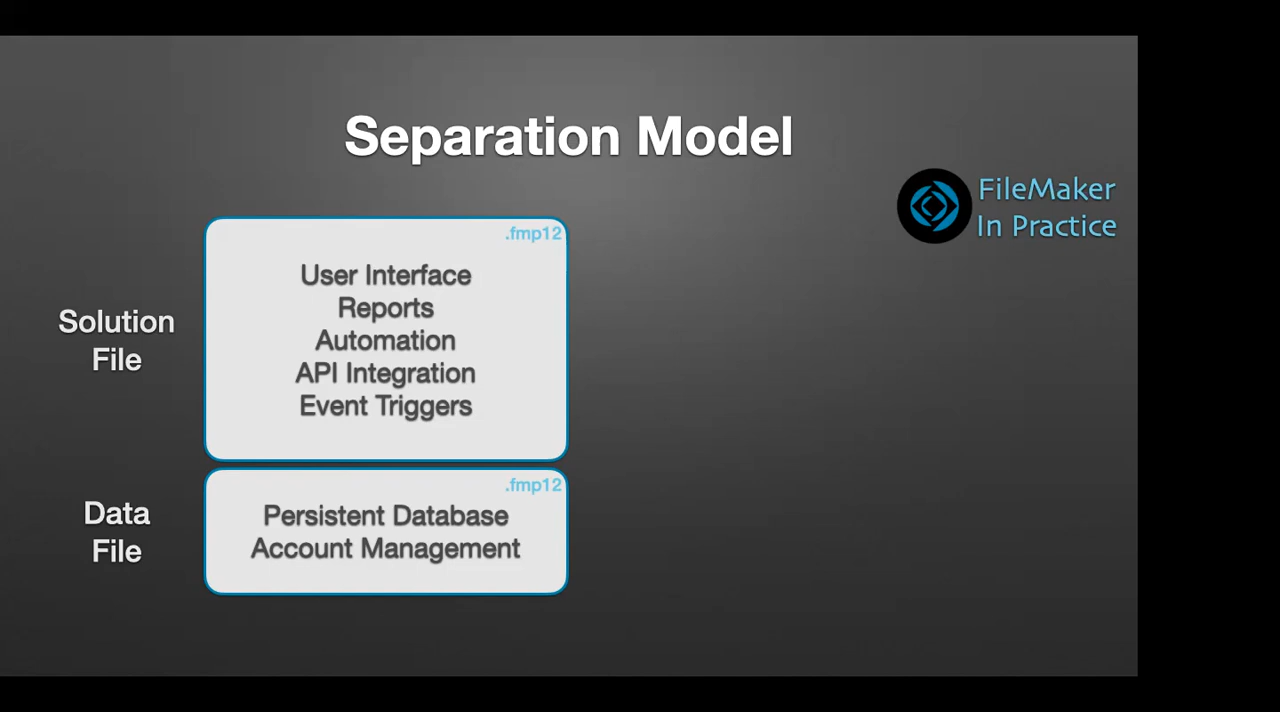 Separation Model
FileMaker
In Practice
Solution
File
.fmp12
User Interface
Reports
Automation
API Integration
Event Triggers
Data
File
.fmp12
Persistent Database
Account Management